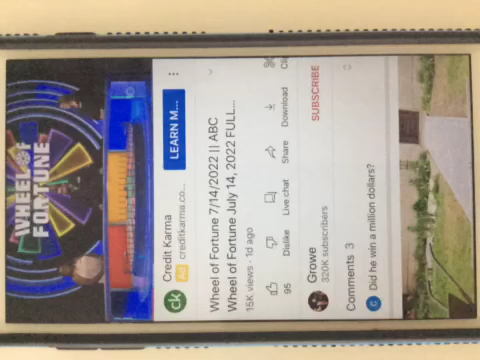 WHEEL OF
FORTUNE
Credit Karma
Ad creditkarma.co...
LEARN M...
Wheel of Fortune 7/14/2022 || ABC
Wheel of Fortune July 14, 2022 FULL...
15K views · 1d ago
95
Dislike
Live chat
Share
Download
Cli
Growe
320K subscribers
SUBSCRIBE
Comments 3
C
Did he win a million dollars?
ck